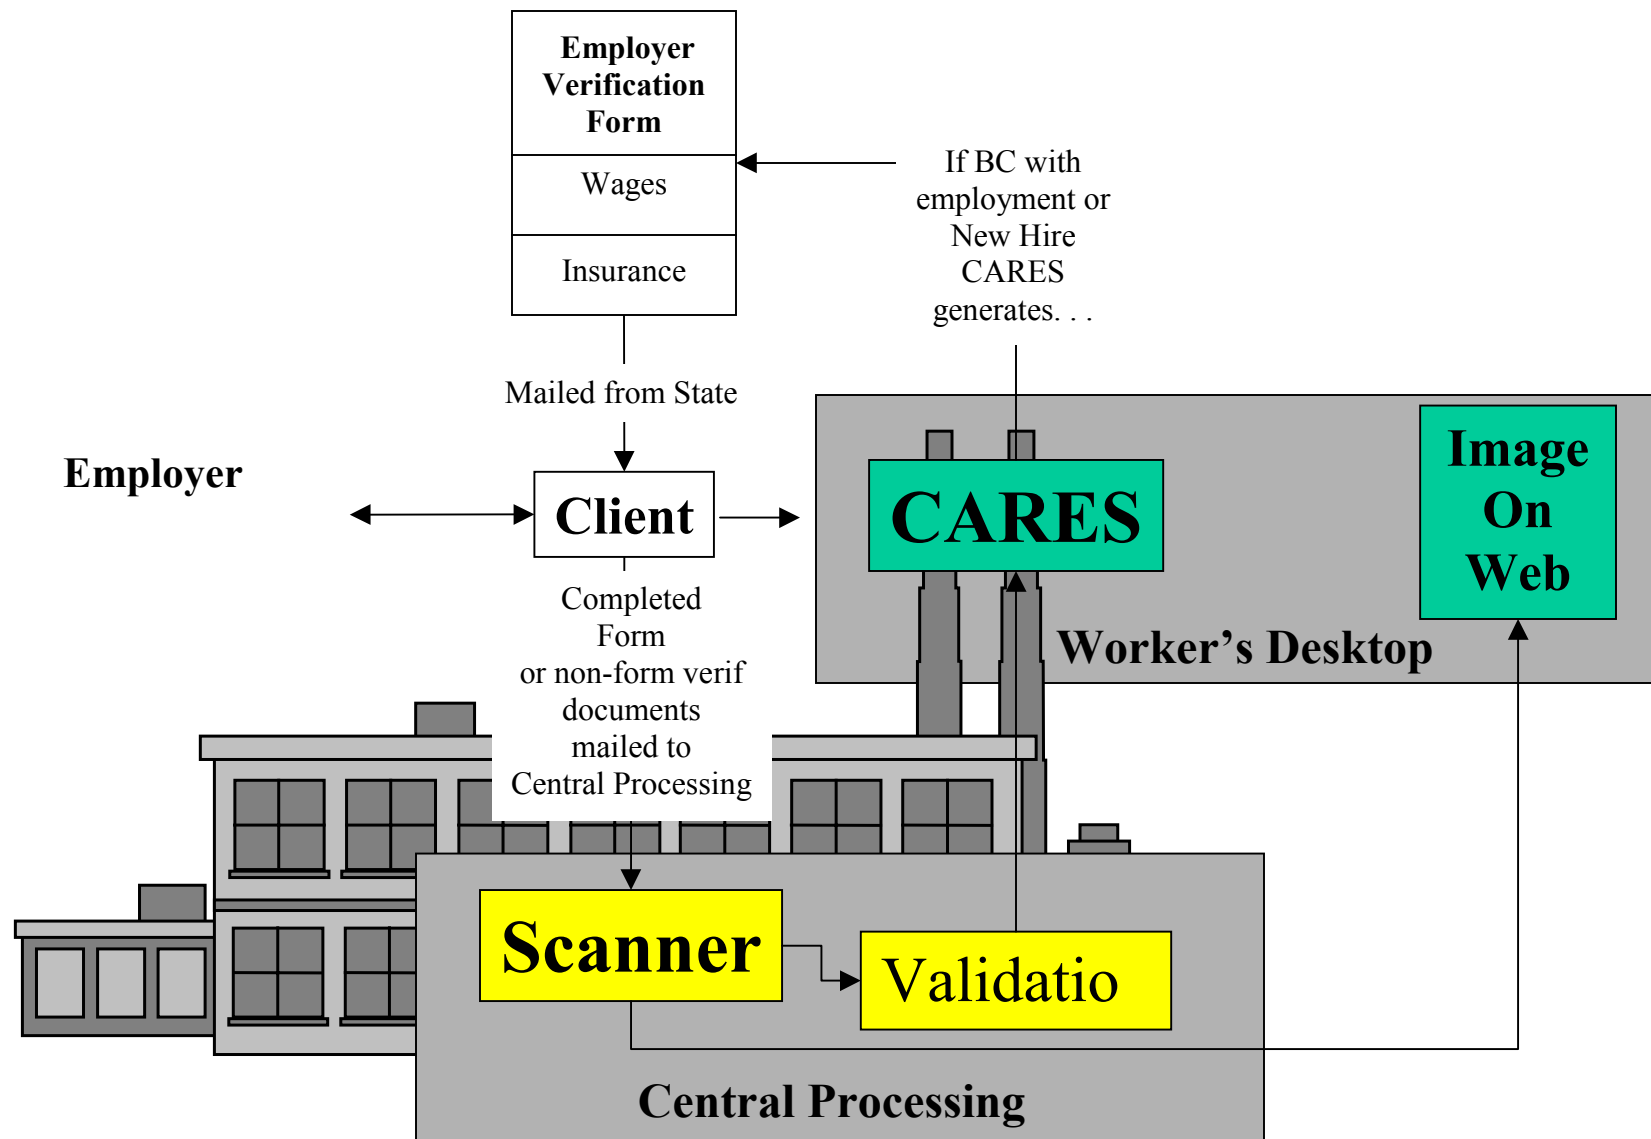 Employer
Verification
Form
Wages
Insurance
If BC with
employment or
New Hire
CARES
generates. . .
Mailed from State
Employer
Client
CARES
Image
On
Web
Worker’s Desktop
Completed
Form
or non-form verif
documents
mailed to
Central Processing
Scanner
Validatio
Central Processing